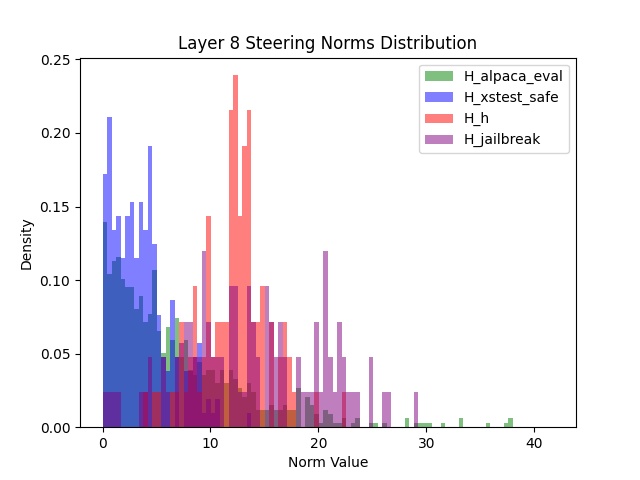 Layer 8 Steering Norms Distribution
H_alpaca_eval
H_xstest_safe
H_h
H_jailbreak
Density
0.25
0.20
0.15
0.10
0.05
0.00
0 10 20 30 40
Norm Value